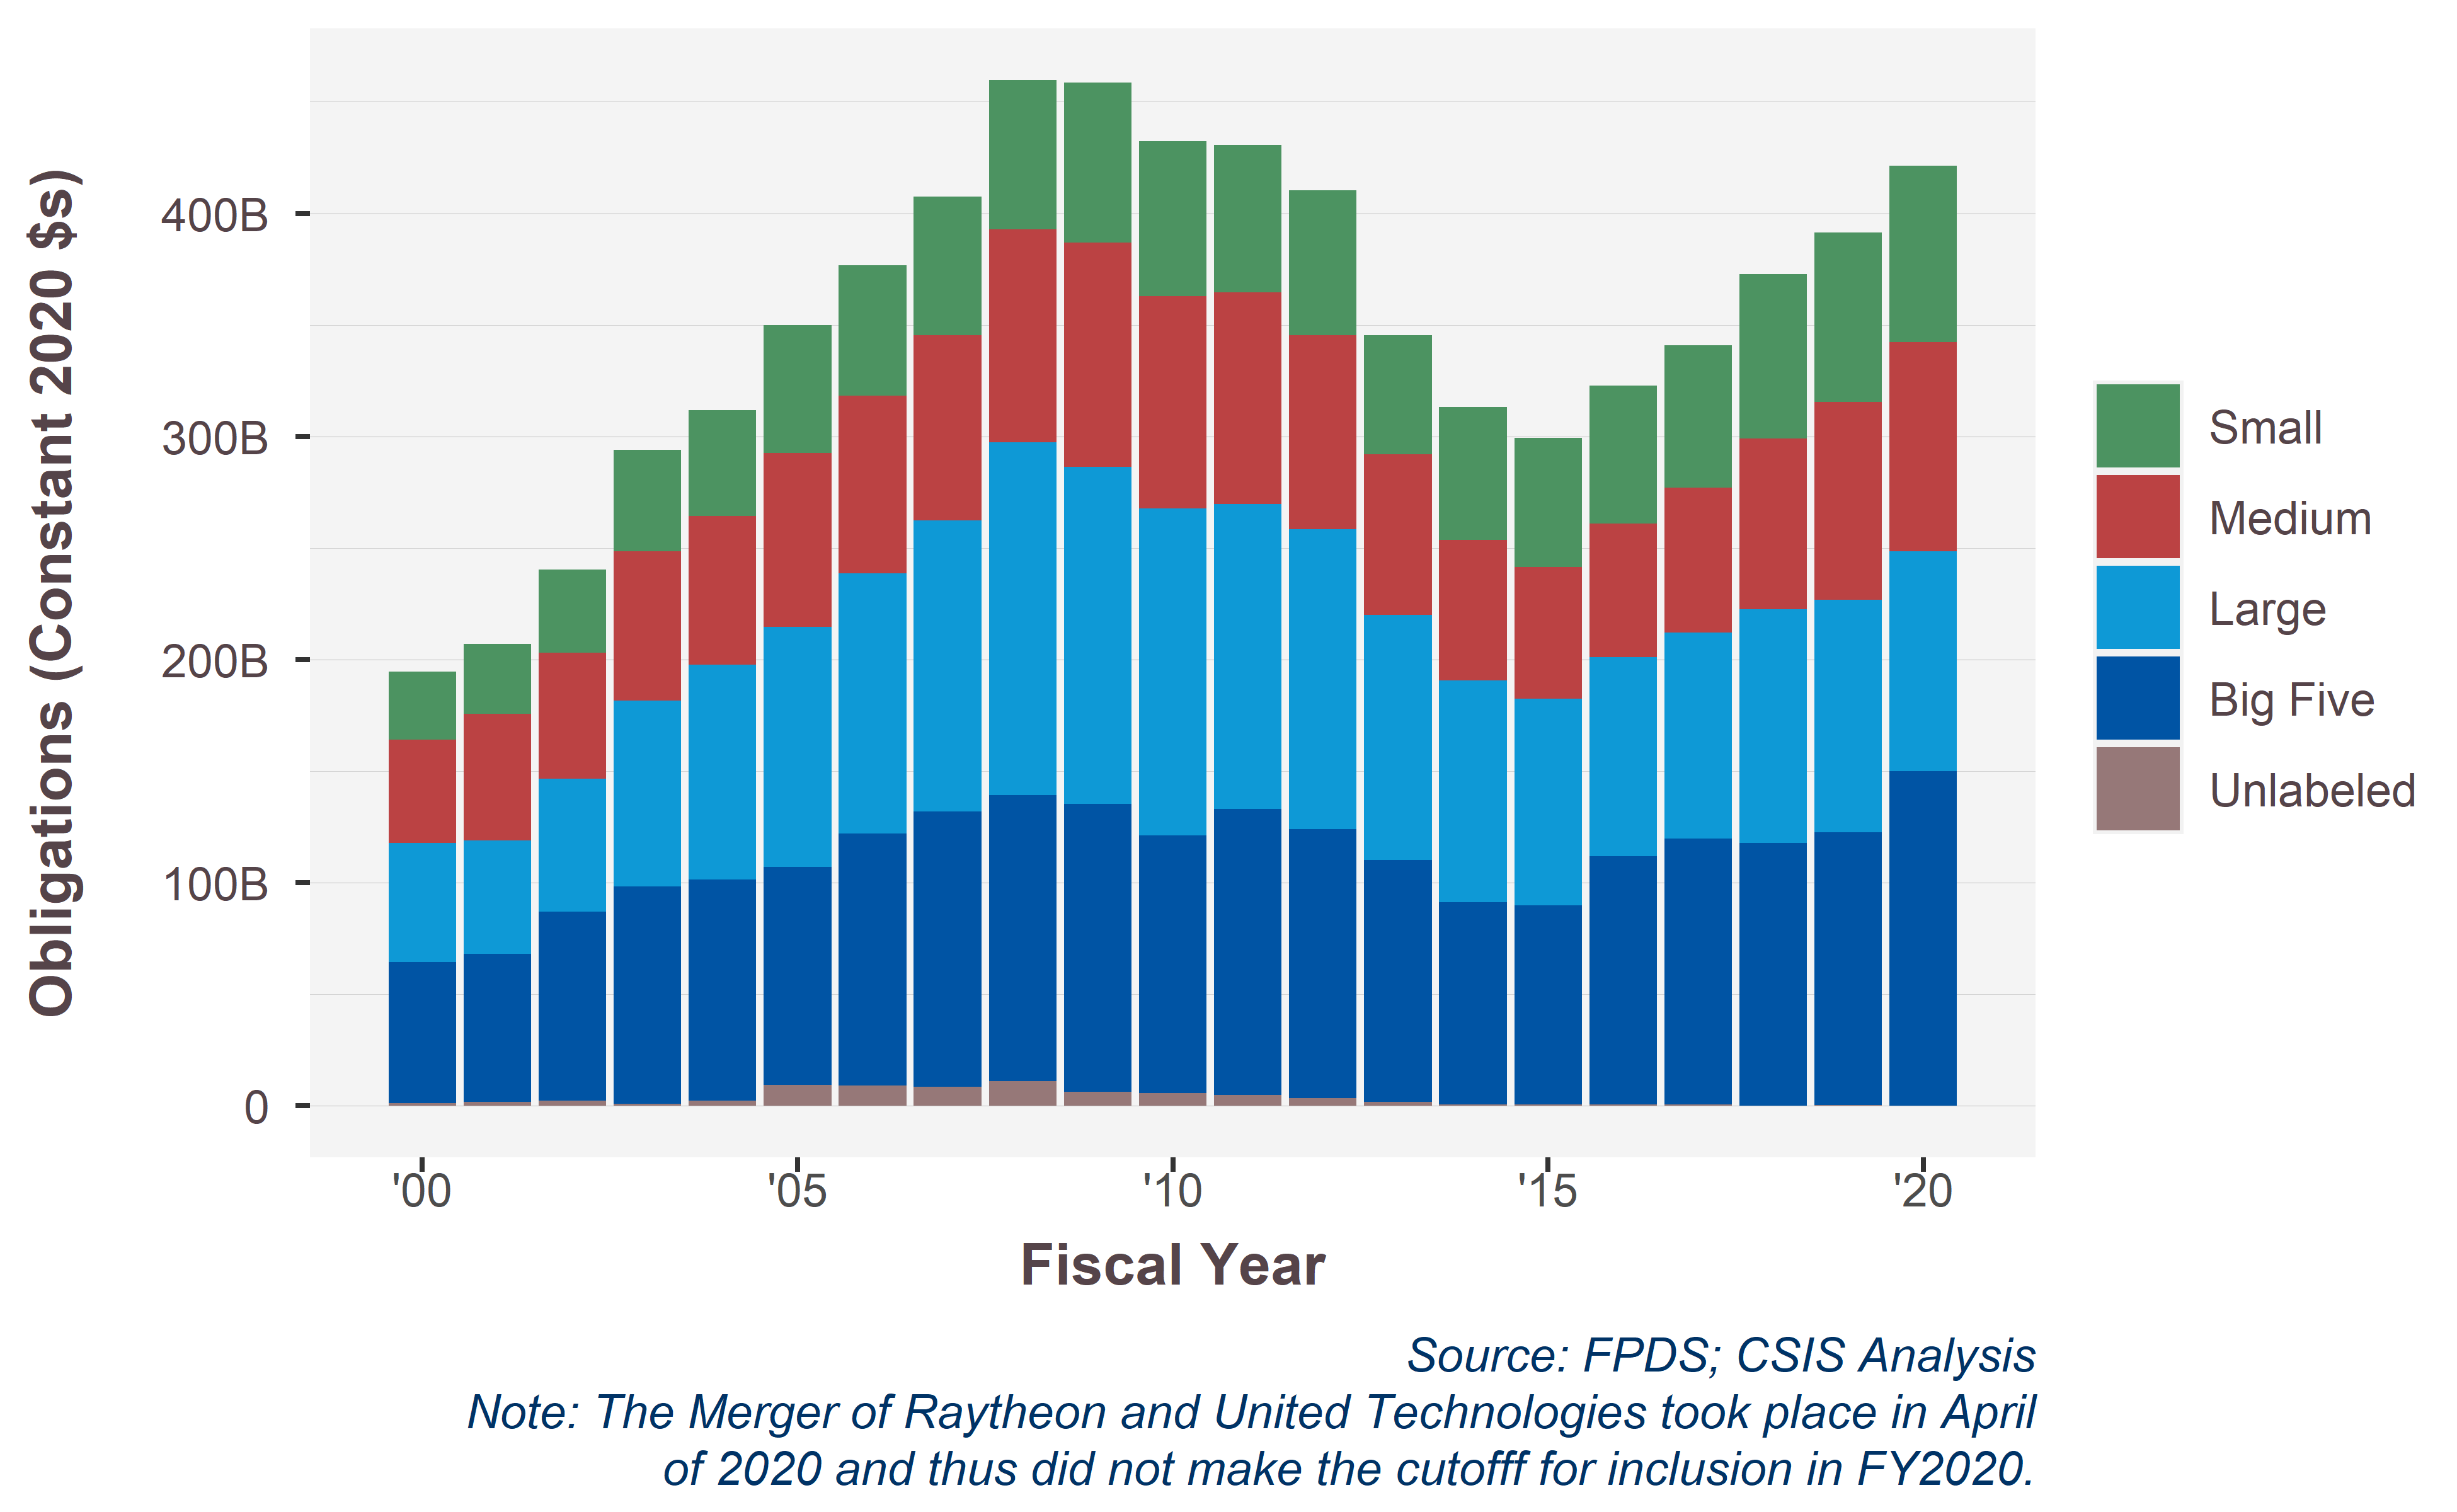 Obligations (Constant 2020 $s)
400B
300B
200B
100B
0
'00
'05
'10
'15
'20
Fiscal Year
Small
Medium
Large
Big Five
Unlabeled
Source: FPDS; CSIS Analysis
Note: The Merger of Raytheon and United Technologies took place in April
of 2020 and thus did not make the cutofff for inclusion in FY2020.